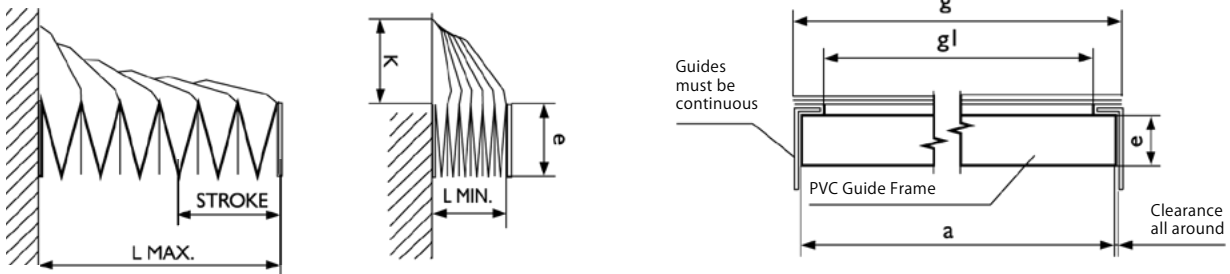 STROKE
L MAX.
K
e
L MIN.
g
gl
Guides
must be
continuous
e
PVC Guide Frame
a
Clearance
all around